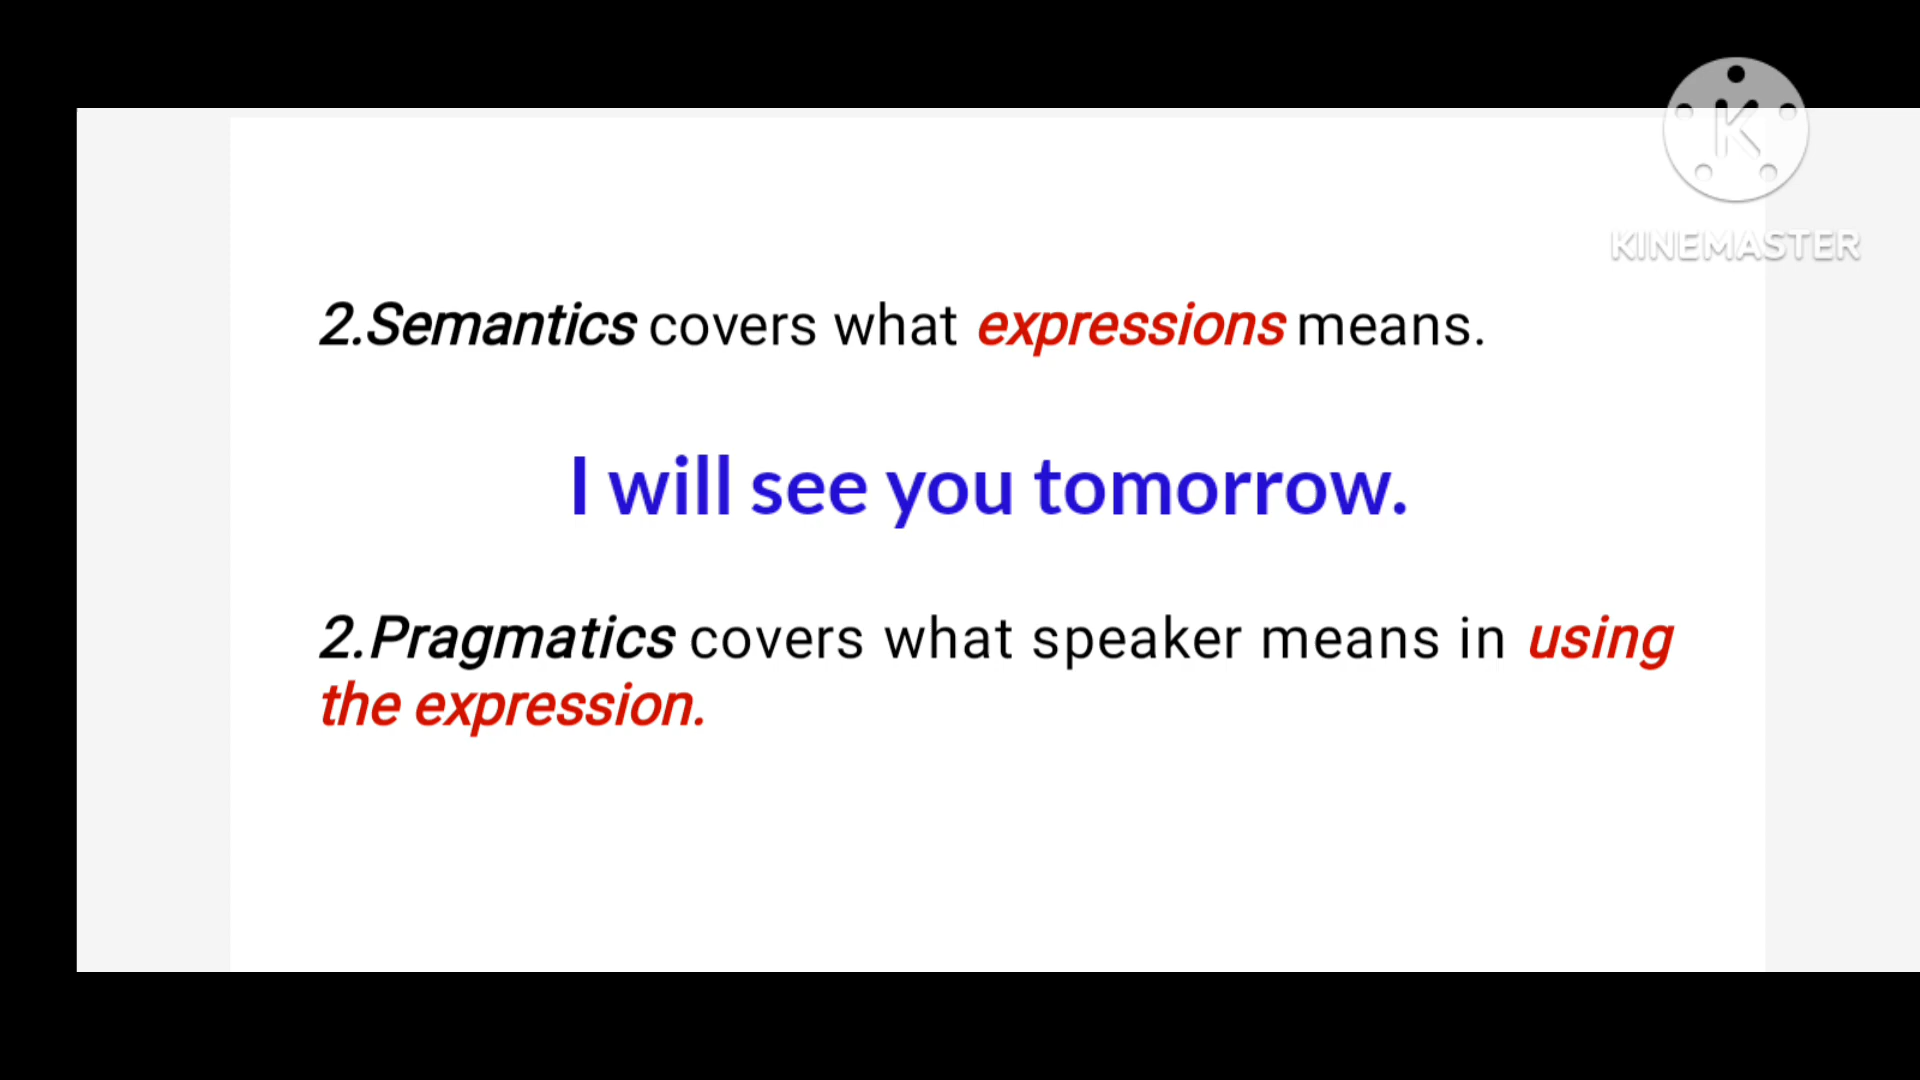 K
KINEMASTER
2.Semantics covers what expressions means.
I will see you tomorrow.
2.Pragmatics covers what speaker means in using
the expression.